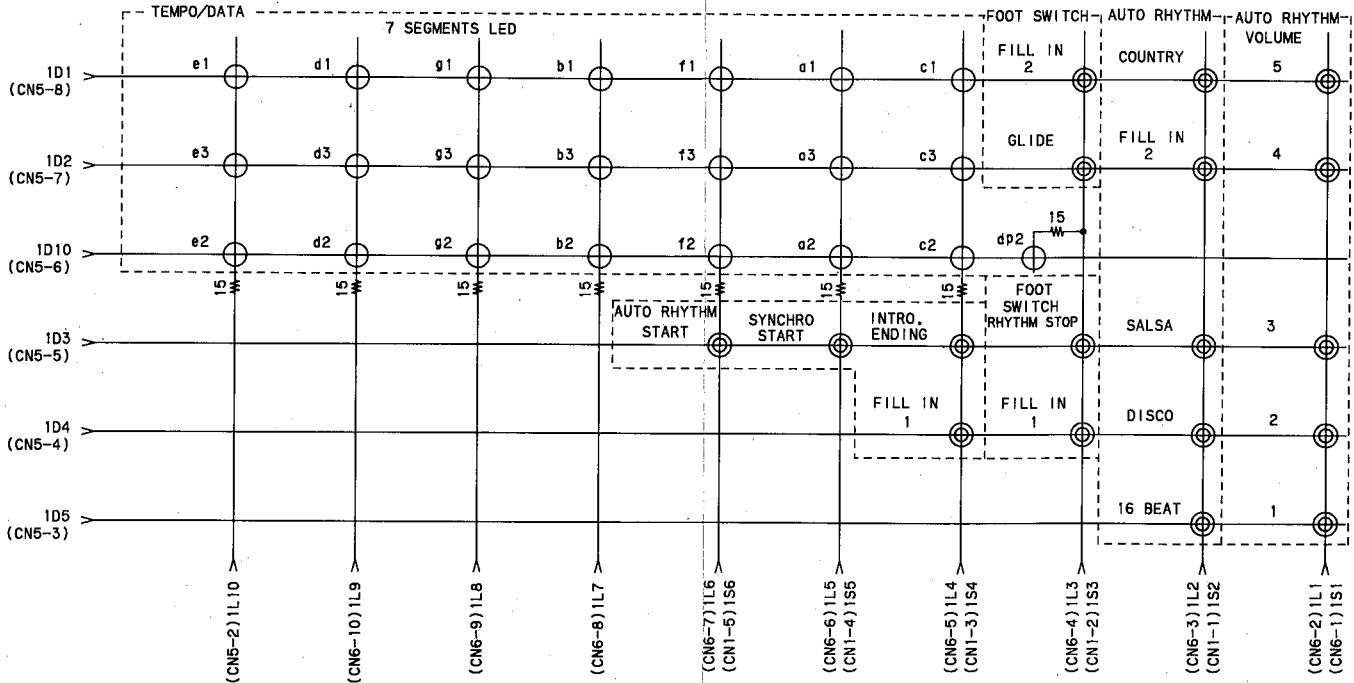 TEMPO/DATA
7 SEGMENTS LED
FOOT SWITCH
AUTO RHYTHM
AUTO RHYTHM
VOLUME
1D1
(CN5-8)
e1 d1 g1 b1 f1 a1 c1
FILL IN
2
COUNTRY
5
1D2
(CN5-7)
e3 d3 g3 b3 f3 a3 c3
GLIDE
FILL IN
2
4
1D10
(CN5-6)
e2 d2 g2 b2 f2 a2 c2
dp2
15
15 15 15 15 15 15 15
1D3
(CN5-5)
AUTO RHYTHM
START
SYNCHRO
START
INTRO.
ENDING
FOOT
SWITCH
RHYTHM STOP
SALSA
3
1D4
(CN5-4)
FILL IN
1
FILL IN
1
DISCO
2
1D5
(CN5-3)
16 BEAT
1
(CN5-2)1L10
(CN6-10)1L9
(CN6-9)1L8
(CN6-8)1L7
(CN6-7)1L6
(CN1-5)1S6
(CN6-6)1L5
(CN1-4)1S5
(CN6-5)1L4
(CN1-3)1S4
(CN6-4)1L3
(CN1-2)1S3
(CN6-3)1L2
(CN1-1)1S2
(CN6-2)1L1
(CN6-1)1S1